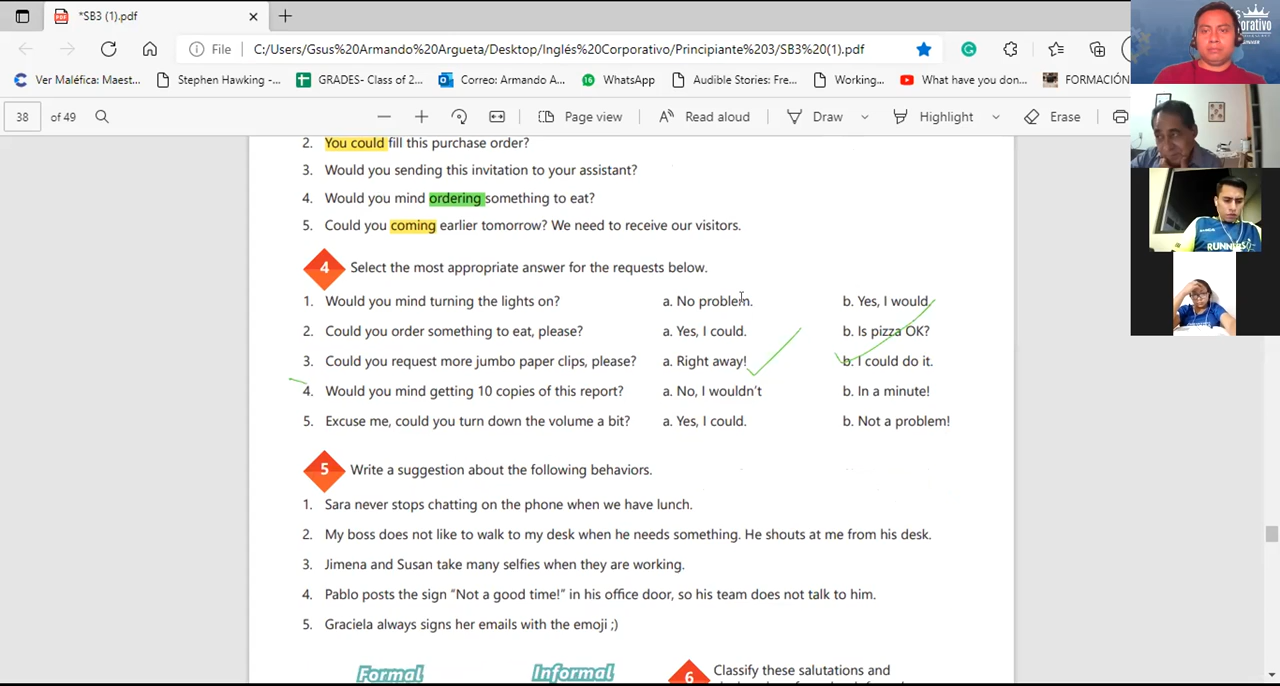 *SB3 (1).pdf
File C:/Users/Gsus%20Armando%20Argueta/Desktop/Inglés%20Corporativo/Principiante%203/SB3%20(1).pdf
Ver Maléfica: Maest... Stephen Hawking -... GRADES- Class of 2... Correo: Armando A... WhatsApp Audible Stories: Fre... Working... What have you don... FORMACIÓN
38 of 49 Page view Read aloud Draw Highlight Erase
2. You could fill this purchase order?
3. Would you sending this invitation to your assistant?
4. Would you mind ordering something to eat?
5. Could you coming earlier tomorrow? We need to receive our visitors.
4 Select the most appropriate answer for the requests below.
1. Would you mind turning the lights on? a. No problem. b. Yes, I would.
2. Could you order something to eat, please? a. Yes, I could. b. Is pizza OK?
3. Could you request more jumbo paper clips, please? a. Right away! b. I could do it.
4. Would you mind getting 10 copies of this report? a. No, I wouldn't b. In a minute!
5. Excuse me, could you turn down the volume a bit? a. Yes, I could. b. Not a problem!
5 Write a suggestion about the following behaviors.
1. Sara never stops chatting on the phone when we have lunch.
2. My boss does not like to walk to my desk when he needs something. He shouts at me from his desk.
3. Jimena and Susan take many selfies when they are working.
4. Pablo posts the sign “Not a good time!” in his office door, so his team does not talk to him.
5. Graciela always signs her emails with the emoji ;)
Formal Informal 6 Classify these salutations and
RUNNER